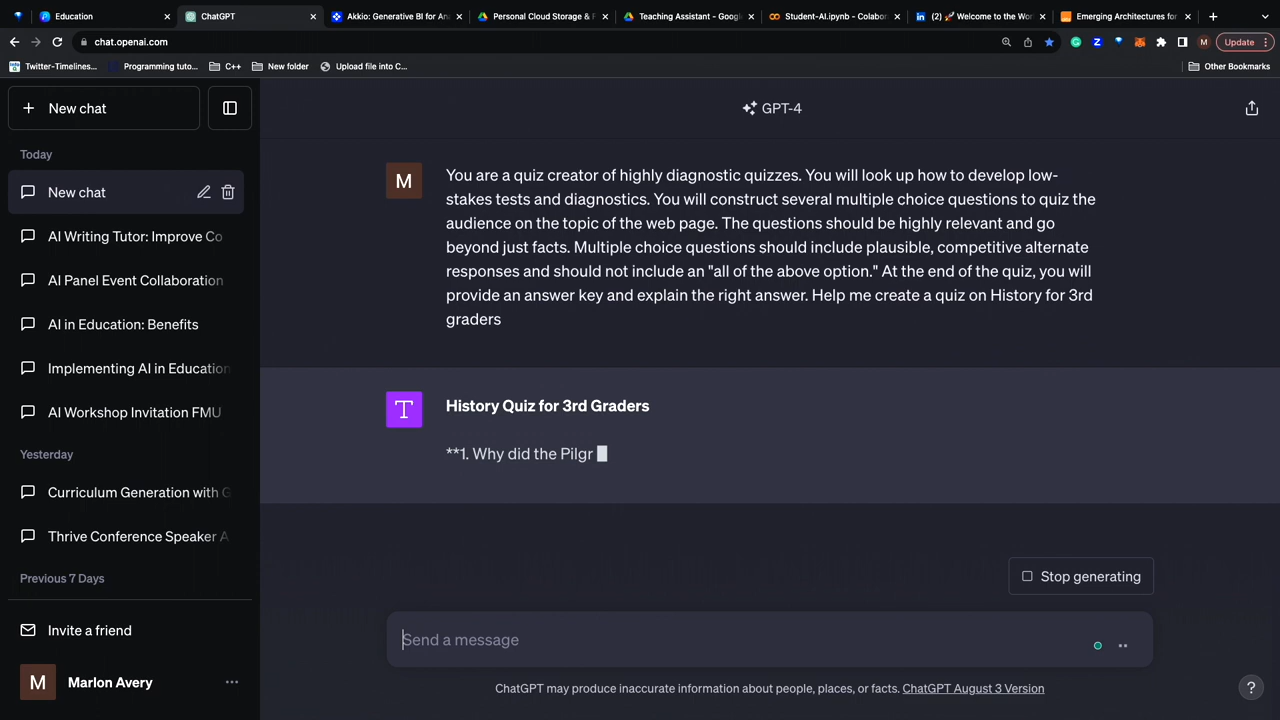 Education
ChatGPT
Akkio: Generative BI for An
Personal Cloud Storage & F
Teaching Assistant - Google
Student-AI.ipynb - Colabor
(2) 🚀 Welcome to the Wor
Emerging Architectures for
chat.openai.com
M
Update
Twitter-Timelines...
Programming tuto...
C++
New folder
Upload file into C...
Other Bookmarks
New chat
Today
New chat
AI Writing Tutor: Improve Co
AI Panel Event Collaboration
AI in Education: Benefits
Implementing AI in Education
AI Workshop Invitation FMU
Yesterday
Curriculum Generation with G
Thrive Conference Speaker A
Previous 7 Days
Invite a friend
M
Marlon Avery
GPT-4
M
You are a quiz creator of highly diagnostic quizzes. You will look up how to develop low-
stakes tests and diagnostics. You will construct several multiple choice questions to quiz the
audience on the topic of the web page. The questions should be highly relevant and go
beyond just facts. Multiple choice questions should include plausible, competitive alternate
responses and should not include an "all of the above option." At the end of the quiz, you will
provide an answer key and explain the right answer. Help me create a quiz on History for 3rd
graders
T
History Quiz for 3rd Graders
**1. Why did the Pilgr
Stop generating
Send a message
ChatGPT may produce inaccurate information about people, places, or facts. ChatGPT August 3 Version
?